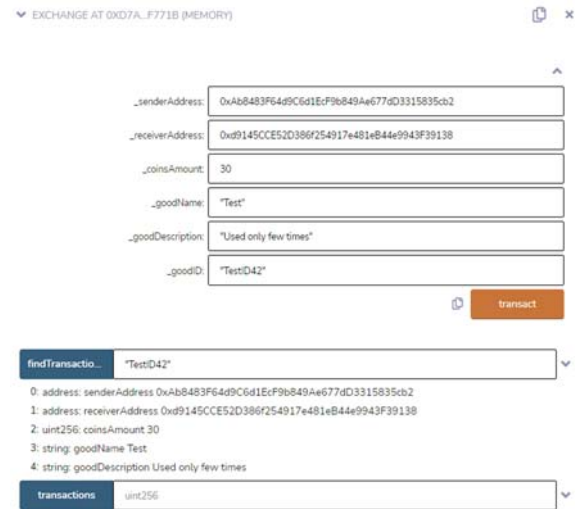 EXCHANGE AT 0XD7A...F771B (MEMORY)
_senderAddress: 0xAb8483F64d9C6d1EcF9b849Ae677dD3315835cb2
_receiverAddress: 0xd9145CCE52D386f254917e481eB44e9943F39138
_coinsAmount: 30
_goodName: "Test"
_goodDescription: "Used only few times"
_goodID: "TestID42"
transact
findTransactio... "TestID42"
0: address: senderAddress 0xAb8483F64d9C6d1EcF9b849Ae677dD3315835cb2
1: address: receiverAddress 0xd9145CCE52D386f254917e481eB44e9943F39138
2: uint256: coinsAmount 30
3: string: goodName Test
4: string: goodDescription Used only few times
transactions uint256